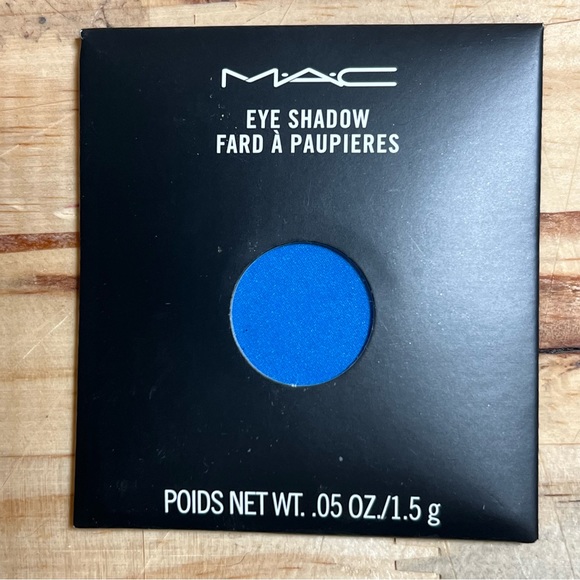 M·A·C
EYE SHADOW
FARD À PAUPIERES
POIDS NET WT. .05 OZ./1.5 g